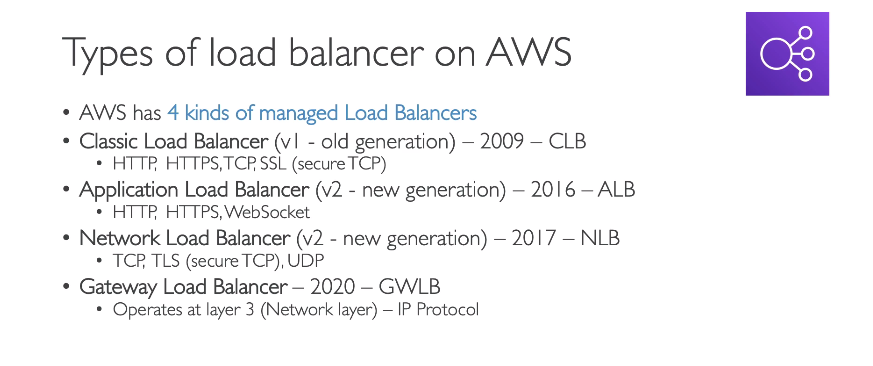 Types of load balancer on AWS
• AWS has 4 kinds of managed Load Balancers
• Classic Load Balancer (v1 - old generation) – 2009 – CLB
• HTTP, HTTPS, TCP, SSL (secure TCP)
• Application Load Balancer (v2 - new generation) – 2016 – ALB
• HTTP, HTTPS, WebSocket
• Network Load Balancer (v2 - new generation) – 2017 – NLB
• TCP, TLS (secure TCP), UDP
• Gateway Load Balancer – 2020 – GWLB
• Operates at layer 3 (Network layer) – IP Protocol